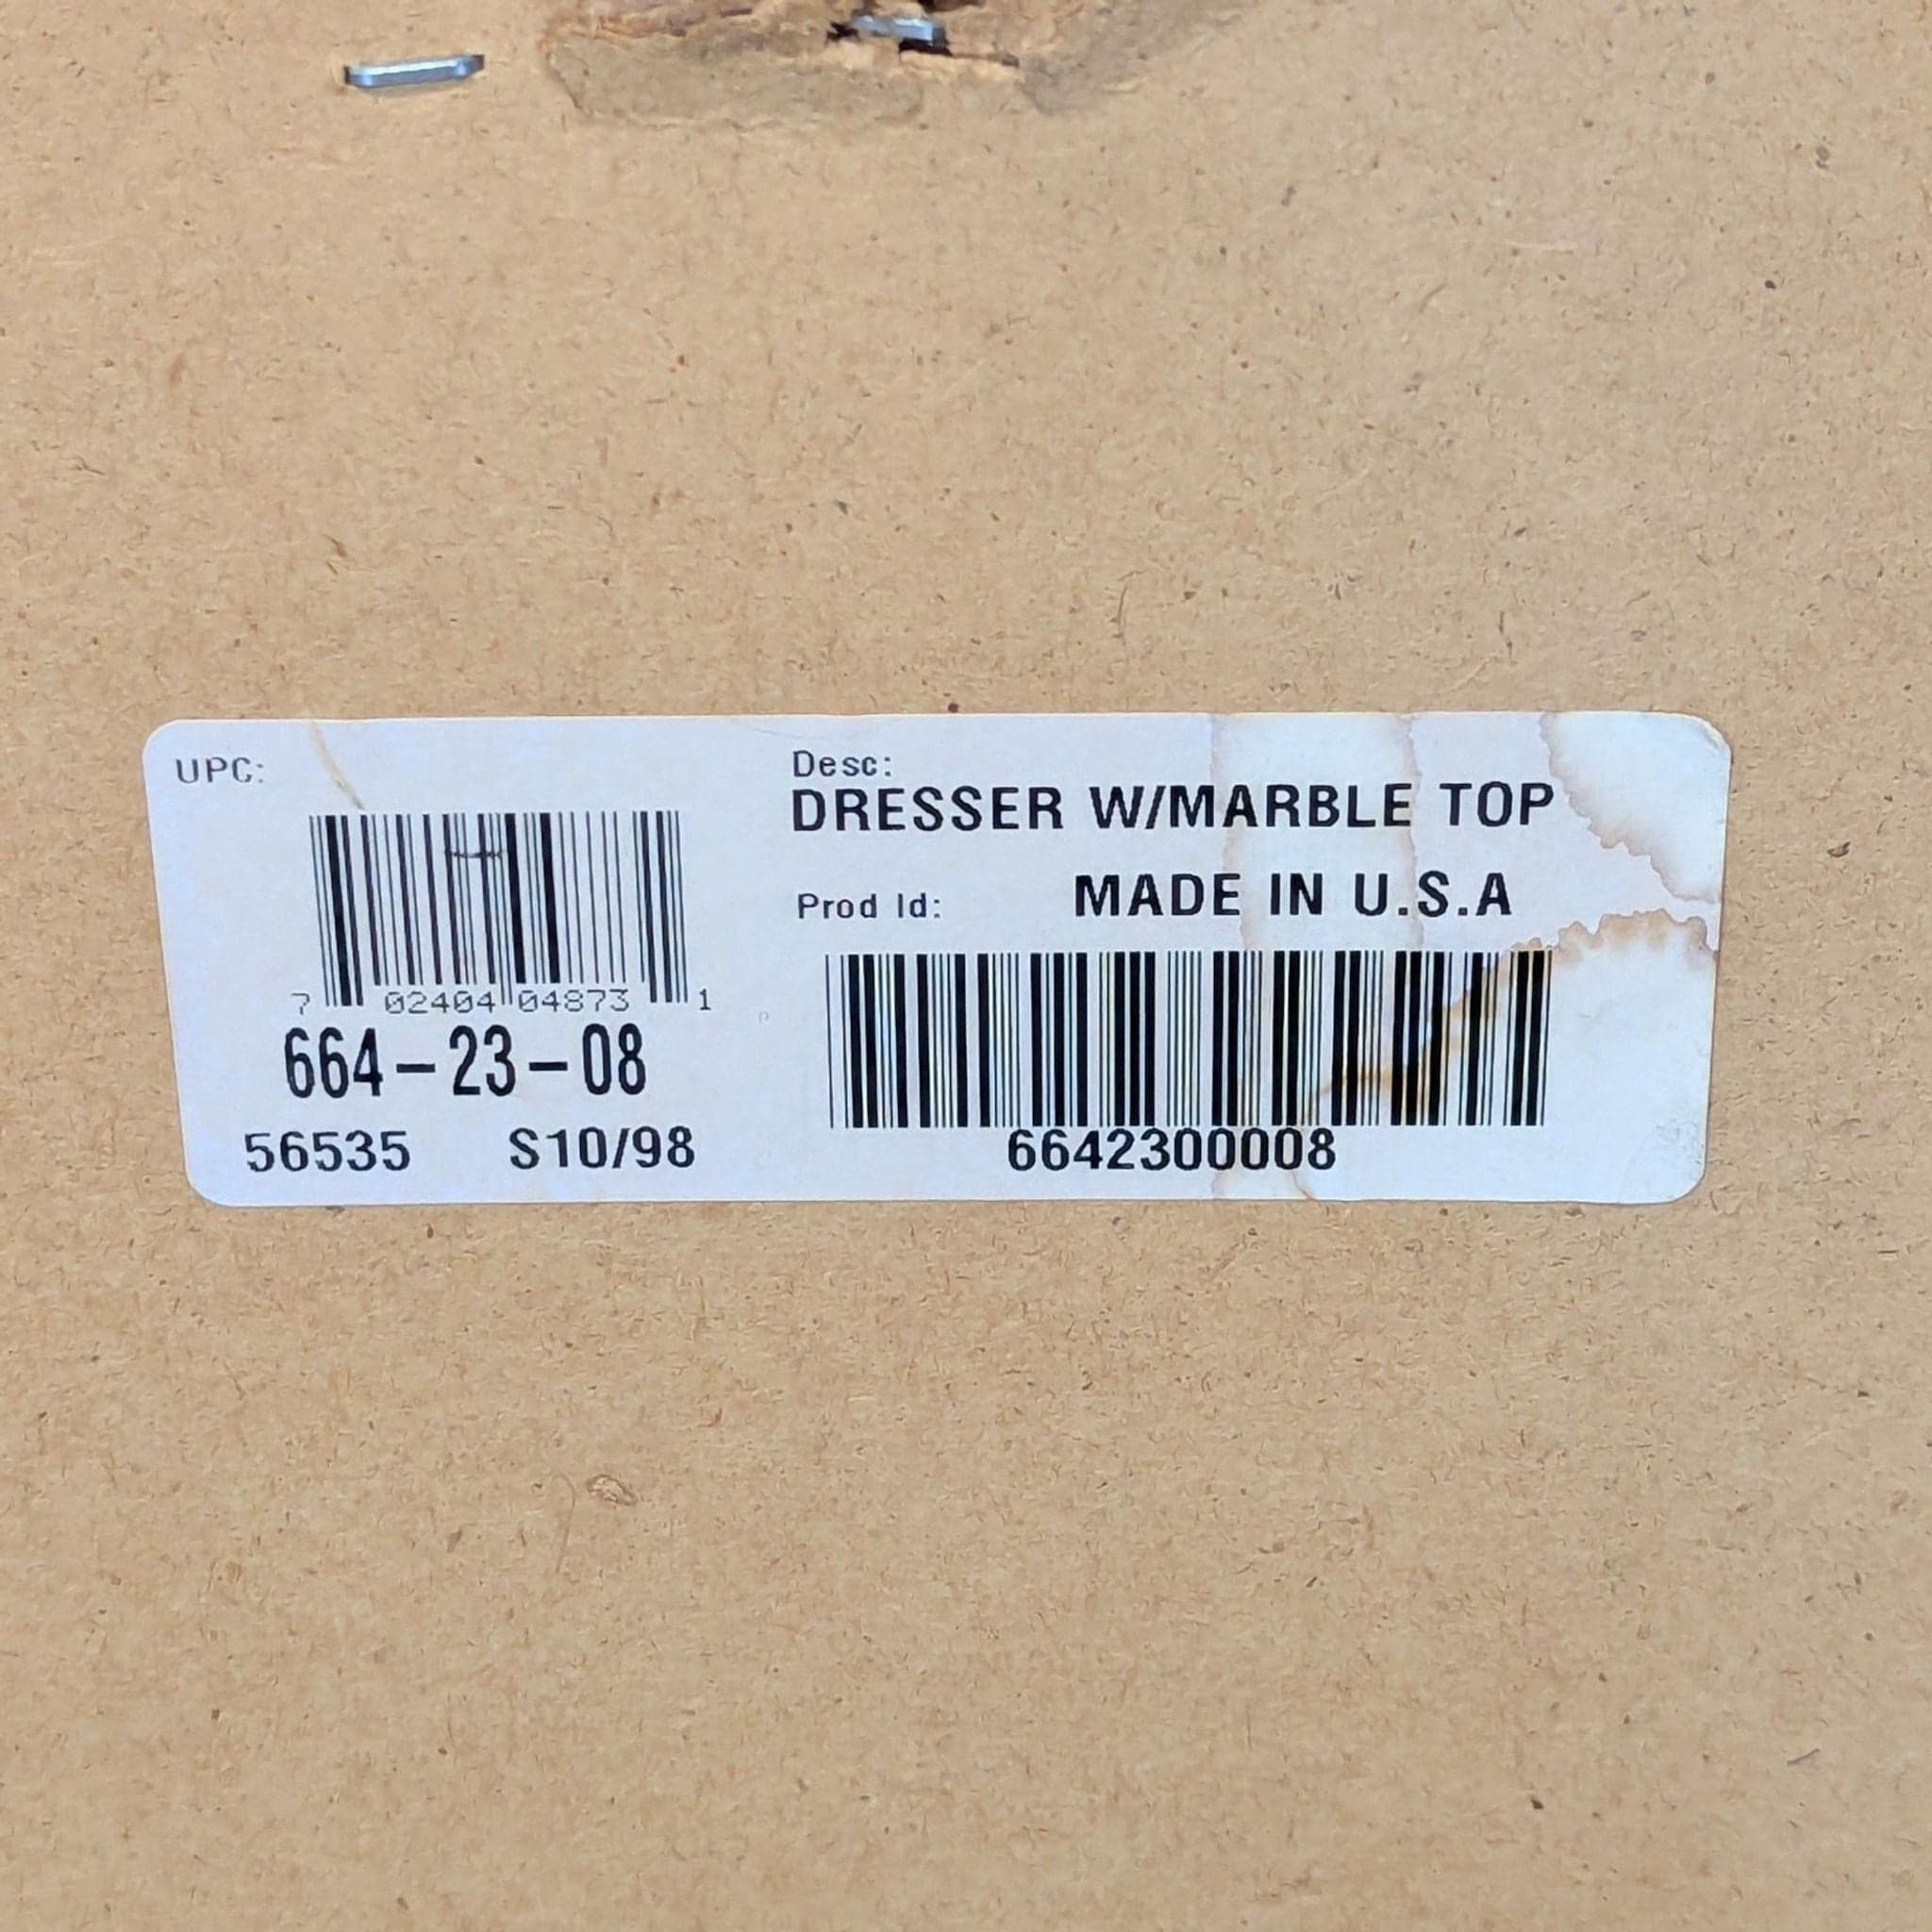 UPC:
7 02404 04873 1
664-23-08
56535 S10/98
Desc:
DRESSER W/MARBLE TOP
Prod Id: MADE IN U.S.A
6642300008